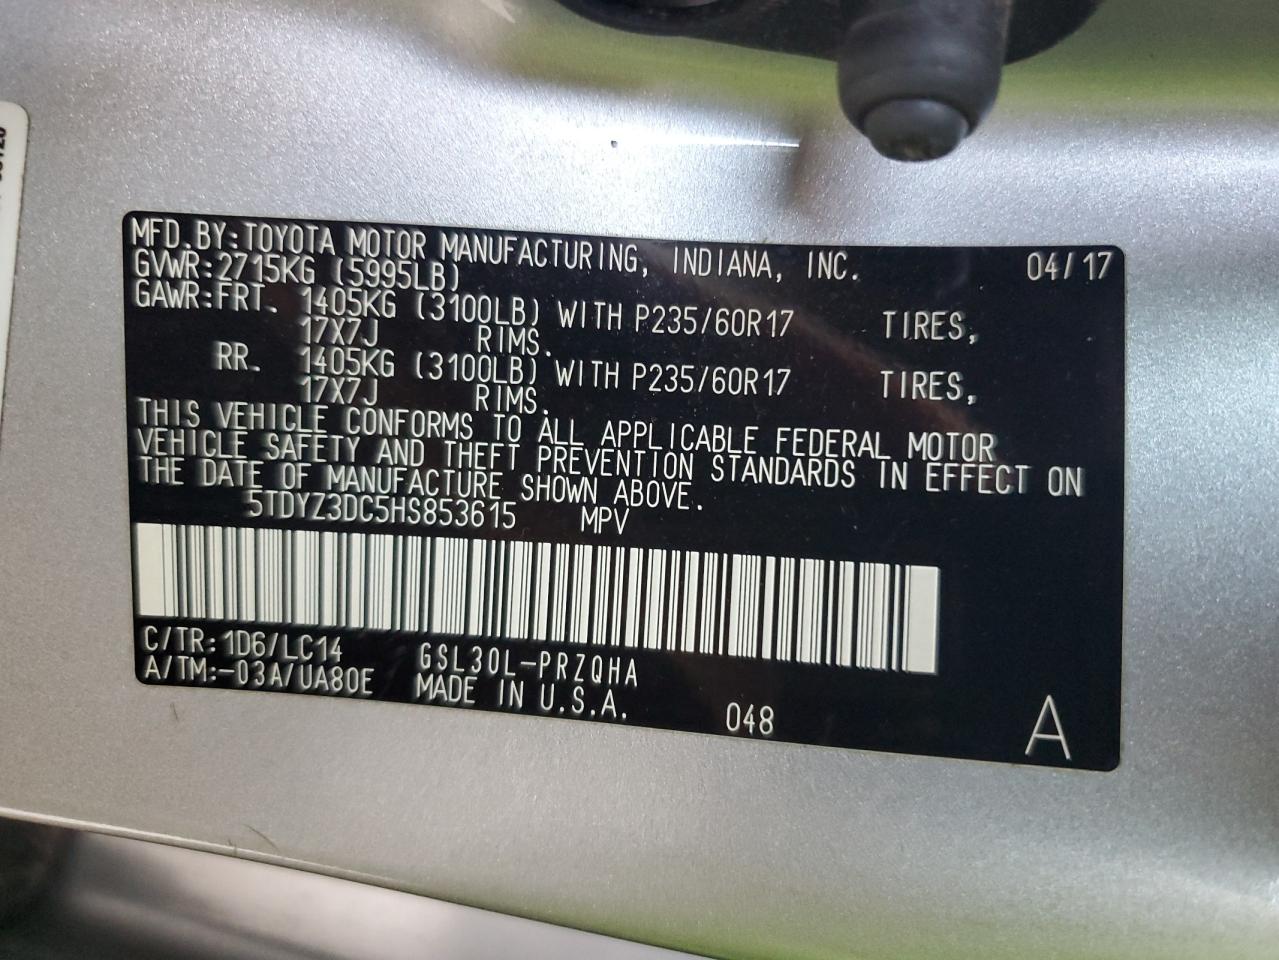 MFD.BY:TOYOTA MOTOR MANUFACTURING, INDIANA, INC. 04/17
GVWR:2715KG (5995LB)
GAWR:FRT. 1405KG (3100LB) WITH P235/60R17 TIRES,
17X7J RIMS.
RR. 1405KG (3100LB) WITH P235/60R17 TIRES,
17X7J RIMS.
THIS VEHICLE CONFORMS TO ALL APPLICABLE FEDERAL MOTOR
VEHICLE SAFETY AND THEFT PREVENTION STANDARDS IN EFFECT ON
THE DATE OF MANUFACTURE SHOWN ABOVE.
5TDYZ3DC5HS853615 MPV
C/TR:1D6/LC14 GSL30L-PRZQHA
A/TM:-03A/UA80E MADE IN U.S.A. 048 A